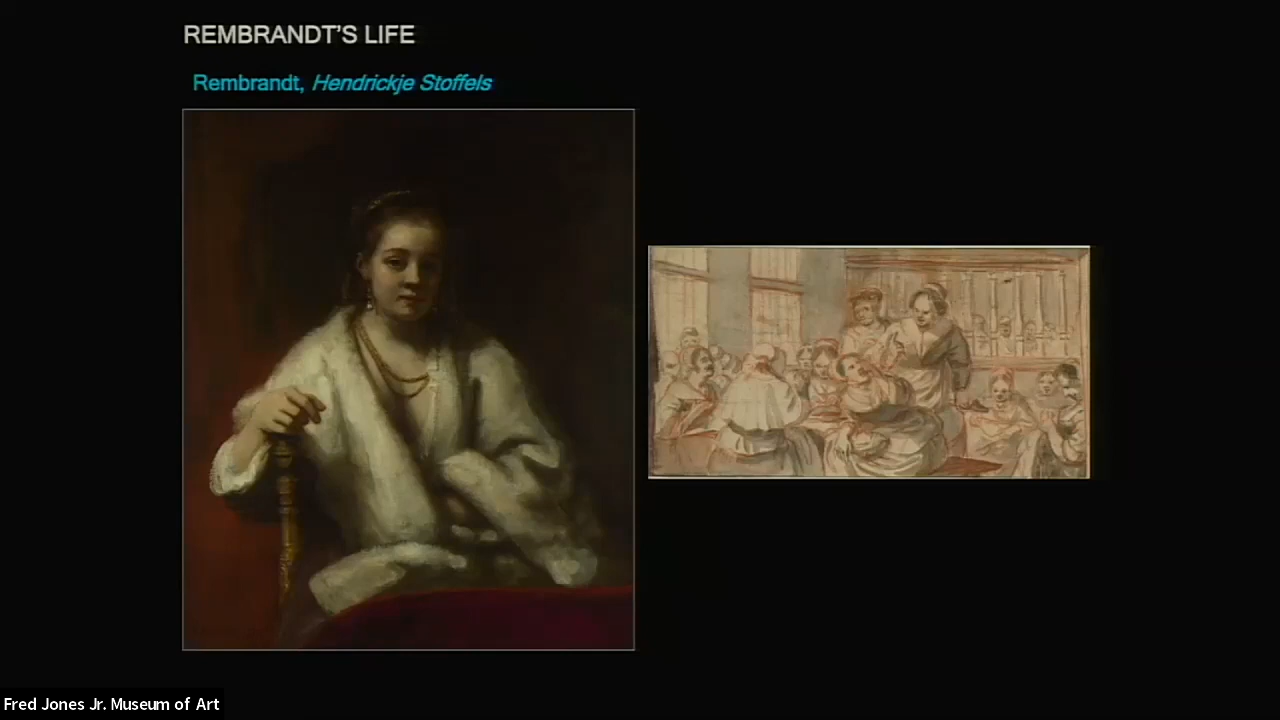 REMBRANDT'S LIFE
Rembrandt, Hendrickje Stoffels
Fred Jones Jr. Museum of Art